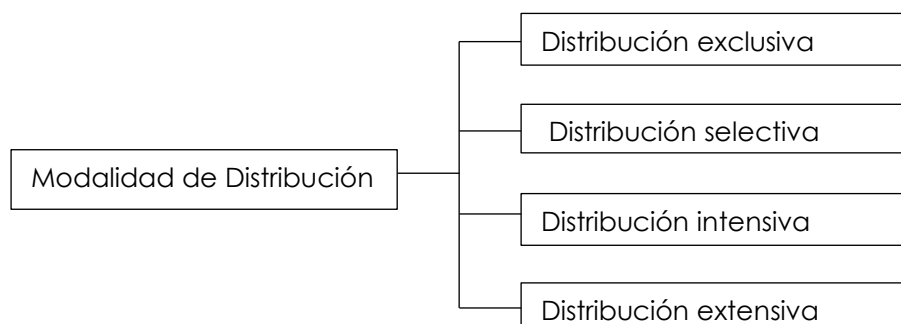 Distribución exclusiva
Distribución selectiva
Modalidad de Distribución
Distribución intensiva
Distribución extensiva